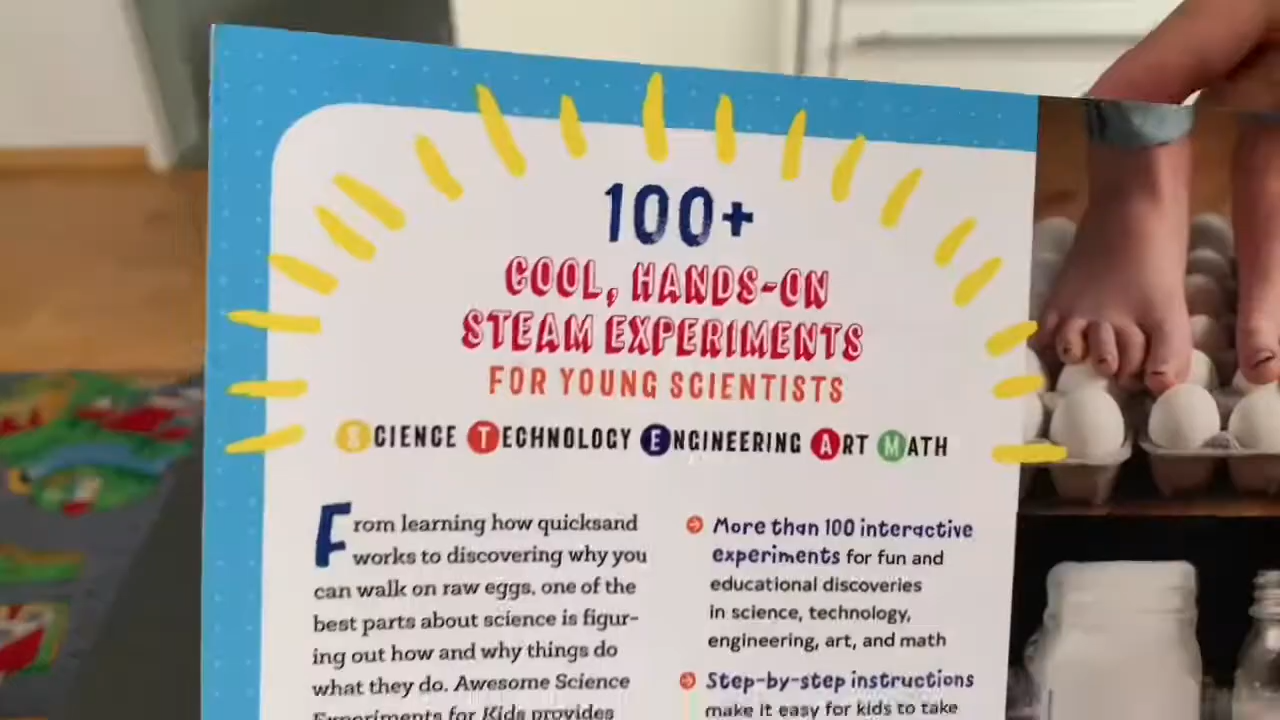 100+
COOL, HANDS-ON
STEAM EXPERIMENTS
FOR YOUNG SCIENTISTS
SCIENCE TECHNOLOGY ENGINEERING ART MATH
From learning how quicksand
works to discovering why you
can walk on raw eggs, one of the
best parts about science is figur-
ing out how and why things do
what they do. Awesome Science
Experiments for Kids provides
More than 100 interactive
experiments for fun and
educational discoveries
in science, technology,
engineering, art, and math
Step-by-step instructions
make it easy for kids to take